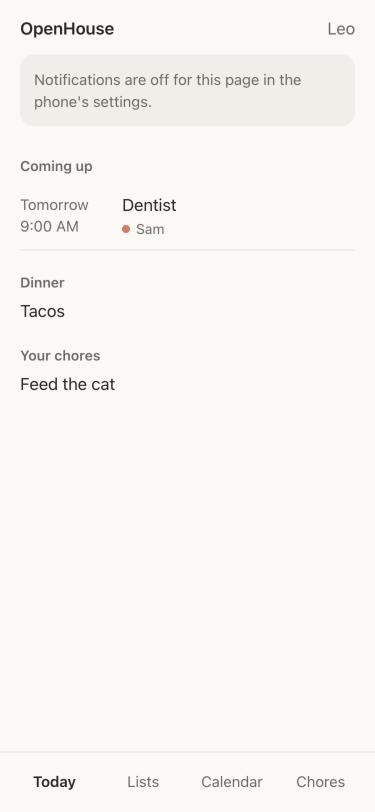 OpenHouse
Leo
Notifications are off for this page in the
phone's settings.
Coming up
Tomorrow
9:00 AM
Dentist
Sam
Dinner
Tacos
Your chores
Feed the cat
Today
Lists
Calendar
Chores